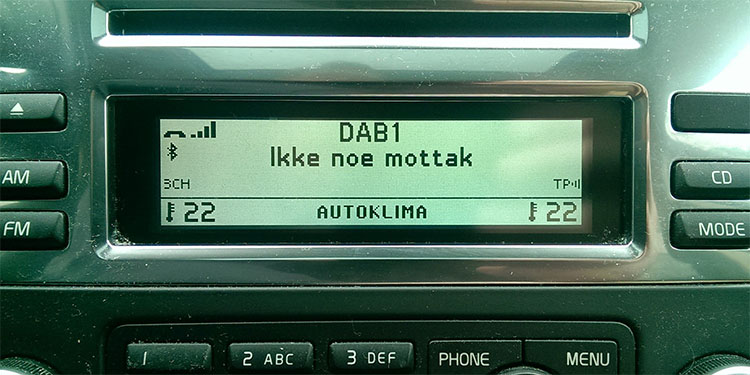 DAB1
Ikke noe mottak
3CH TP
22 AUTOKLIMA 22
AM
FM
CD
MODE
1
2 ABC
3 DEF
PHONE
MENU